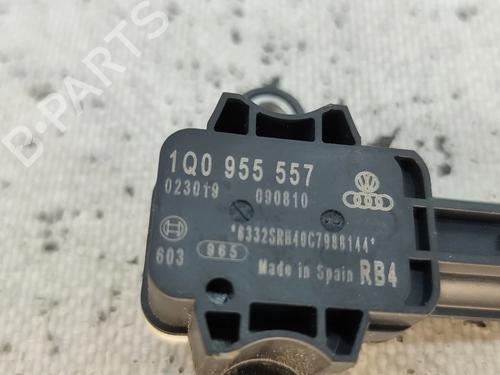 B-PARTS
1Q0 955 557
023019 090810
*6332SRH40C7988144*
603 965
Made in Spain RB4